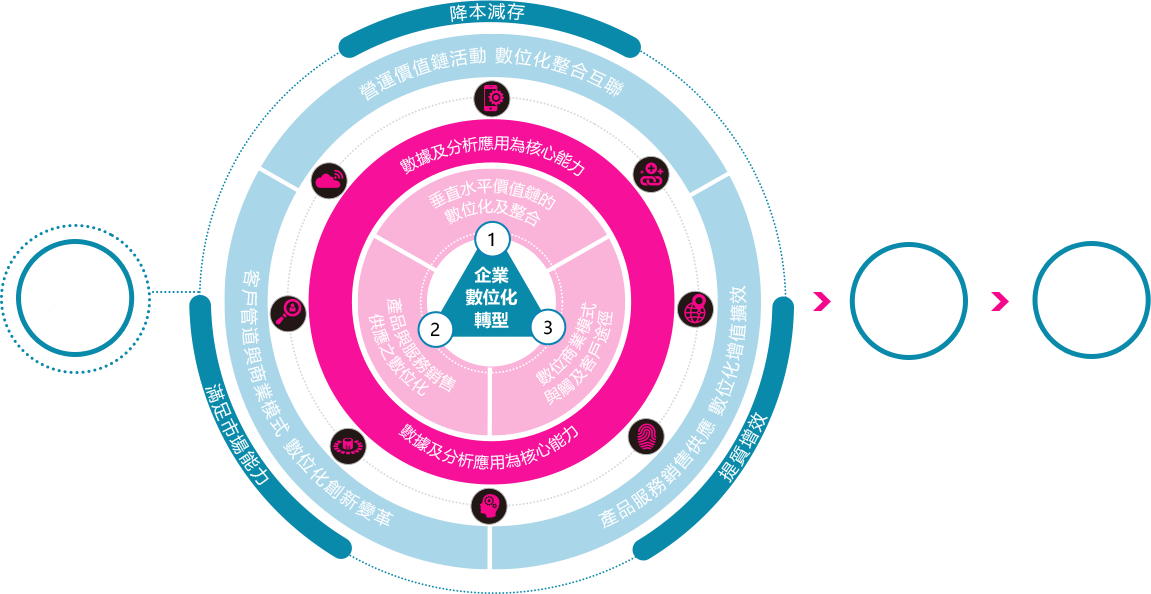 降本減存
營運價值鏈活動 數位化整合互聯
數據及分析應用為核心能力
垂直水平價值鏈的
數位化及整合
1
企業
數位化
轉型
2
3
產品與服務銷售
供應之數位化
數位商業模式
與觸及客戶途徑
數據及分析應用為核心能力
客戶管道與商業模式 數位化創新變革
產品服務銷售供應 數位化增值擴效
滿足市場能力
提質增效